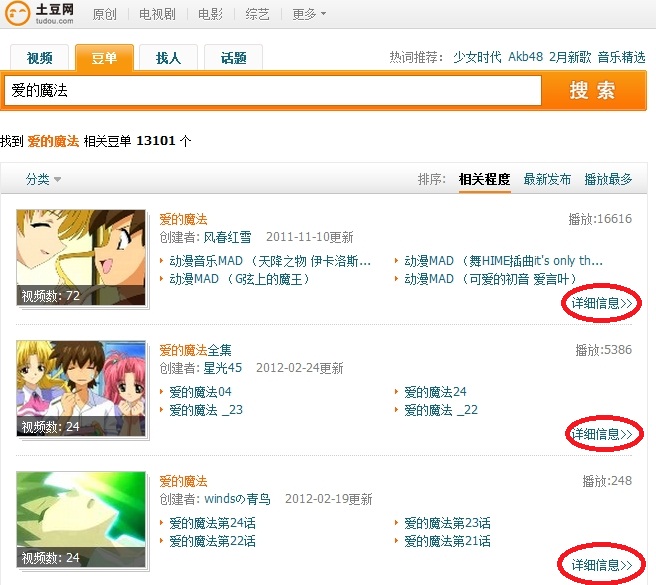 土豆网
tudou.com
原创 电视剧 电影 综艺 更多
视频 豆单 找人 话题
热词推荐： 少女时代 Akb48 2月新歌 音乐精选
爱的魔法
搜 索
找到 爱的魔法 相关豆单 13101 个
分类
排序： 相关程度 最新发布 播放最多
爱的魔法 播放:16616
创建者: 风春红雪 2011-11-10更新
动漫音乐MAD （天降之物 伊卡洛斯... 动漫MAD （舞HIME插曲it's only th...
动漫MAD （G弦上的魔王） 动漫MAD （可爱的初音 爱言叶）
视频数: 72
详细信息>>
爱的魔法全集 播放:5386
创建者: 星光45 2012-02-24更新
爱的魔法04 爱的魔法24
爱的魔法 _23 爱的魔法 _22
视频数: 24
详细信息>>
爱的魔法 播放:248
创建者: windsの青鸟 2012-02-19更新
爱的魔法第24话 爱的魔法第23话
爱的魔法第22话 爱的魔法第21话
视频数: 24
详细信息>>